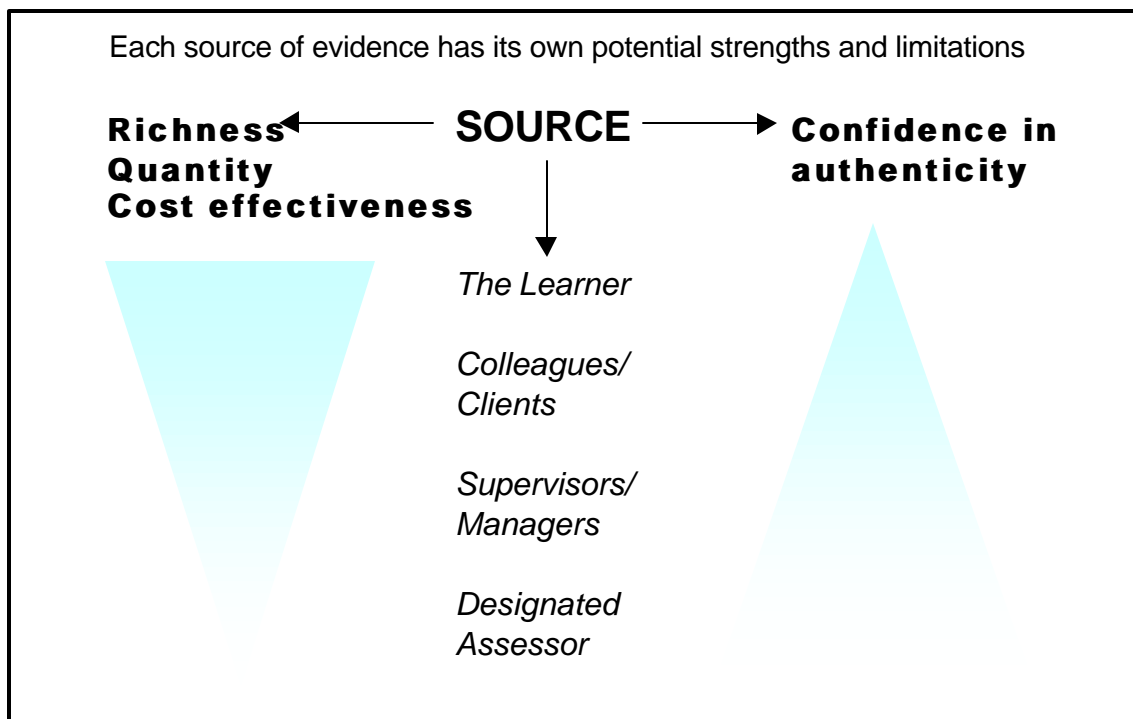 Each source of evidence has its own potential strengths and limitations
Richness
Quantity
Cost effectiveness
SOURCE
Confidence in
authenticity
The Learner
Colleagues/
Clients
Supervisors/
Managers
Designated
Assessor